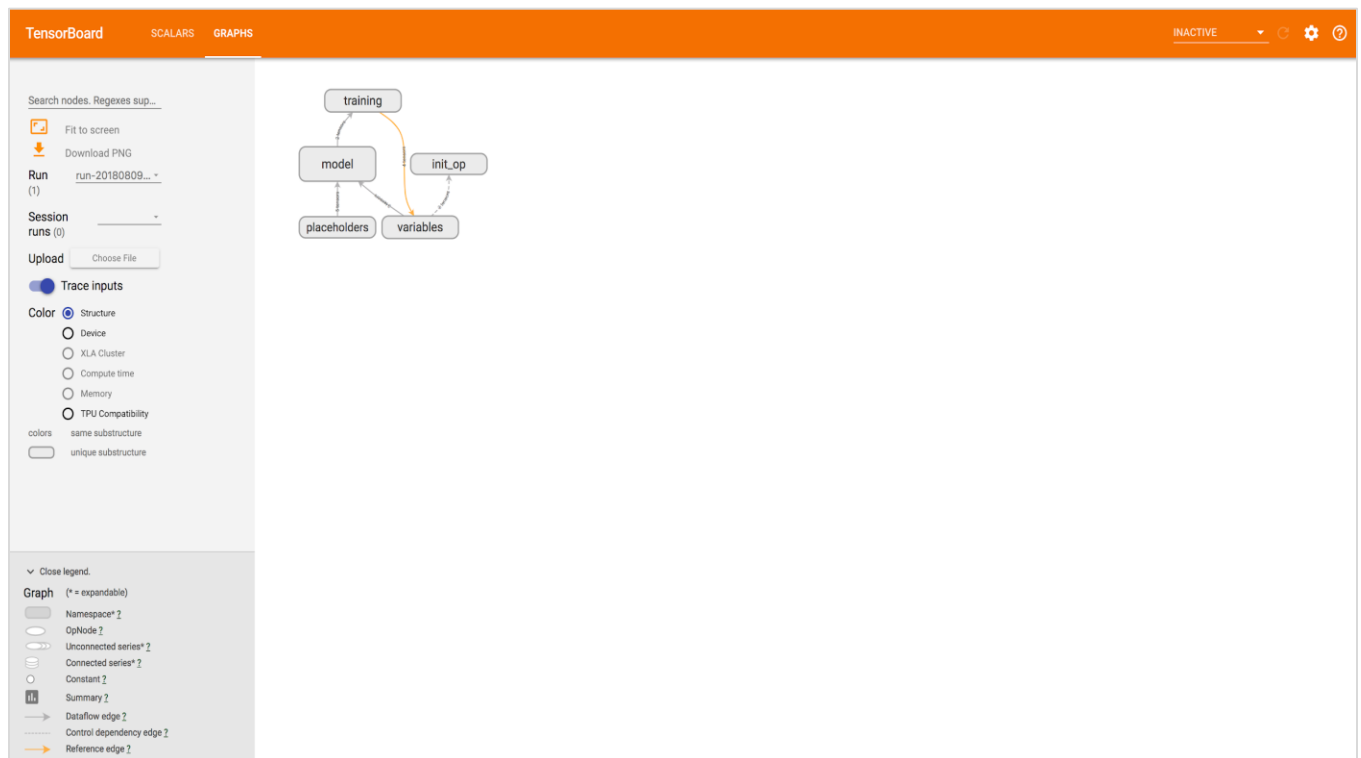 TensorBoard SCALARS GRAPHS INACTIVE
Search nodes. Regexes sup...
Fit to screen
Download PNG
Run run-20180809...
(1)
Session
runs (0)
Upload Choose File
Trace inputs
Color Structure
Device
XLA Cluster
Compute time
Memory
TPU Compatibility
colors same substructure
unique substructure
Close legend.
Graph (* = expandable)
Namespace* ?
OpNode ?
Unconnected series* ?
Connected series* ?
Constant ?
Summary ?
Dataflow edge ?
Control dependency edge ?
Reference edge ?
training
model init_op
placeholders variables